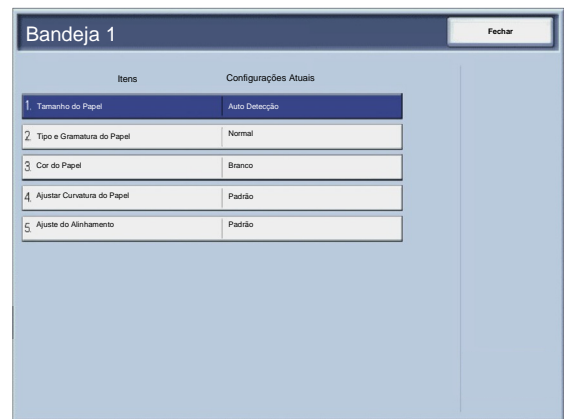 Bandeja 1
Fechar
Itens Configurações Atuais
1. Tamanho do Papel Auto Detecção
2. Tipo e Gramatura do Papel Normal
3. Cor do Papel Branco
4. Ajustar Curvatura do Papel Padrão
5. Ajuste do Alinhamento Padrão